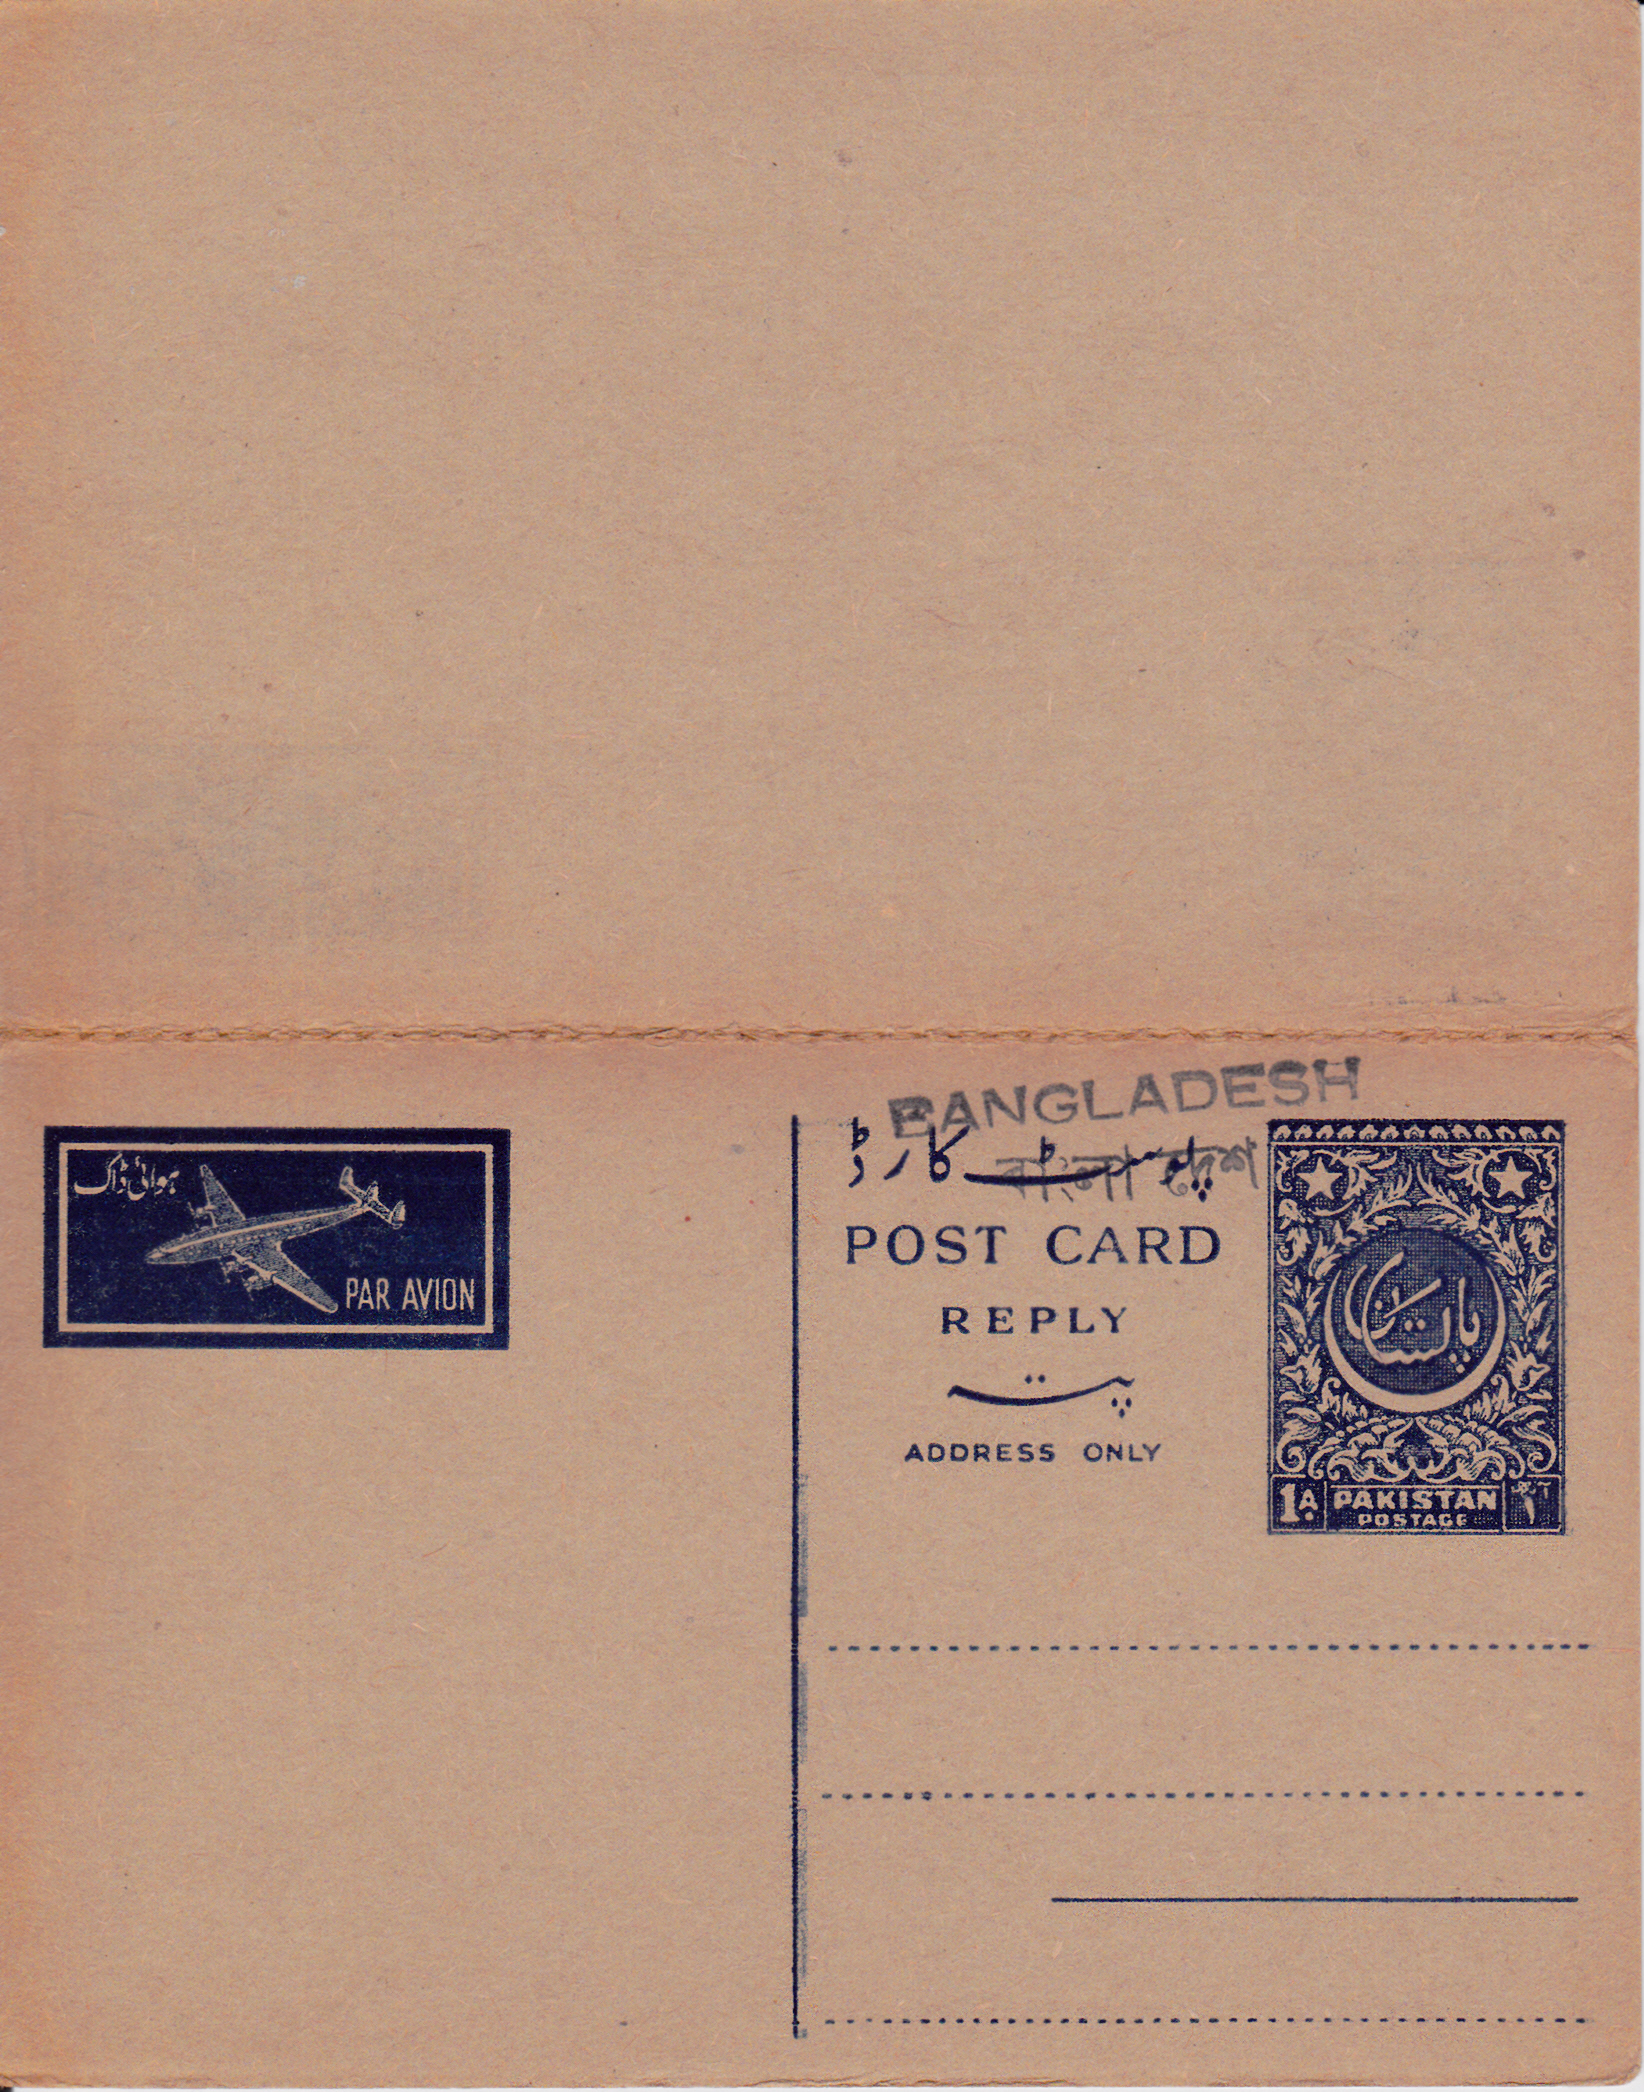 BANGLADESH
বাংলা দেশ
پوسٹ کارڈ
POST CARD
REPLY
پتہ
ADDRESS ONLY
ہوائی ڈاک
PAR AVION
پاکستان
1A.
PAKISTAN
POSTAGE